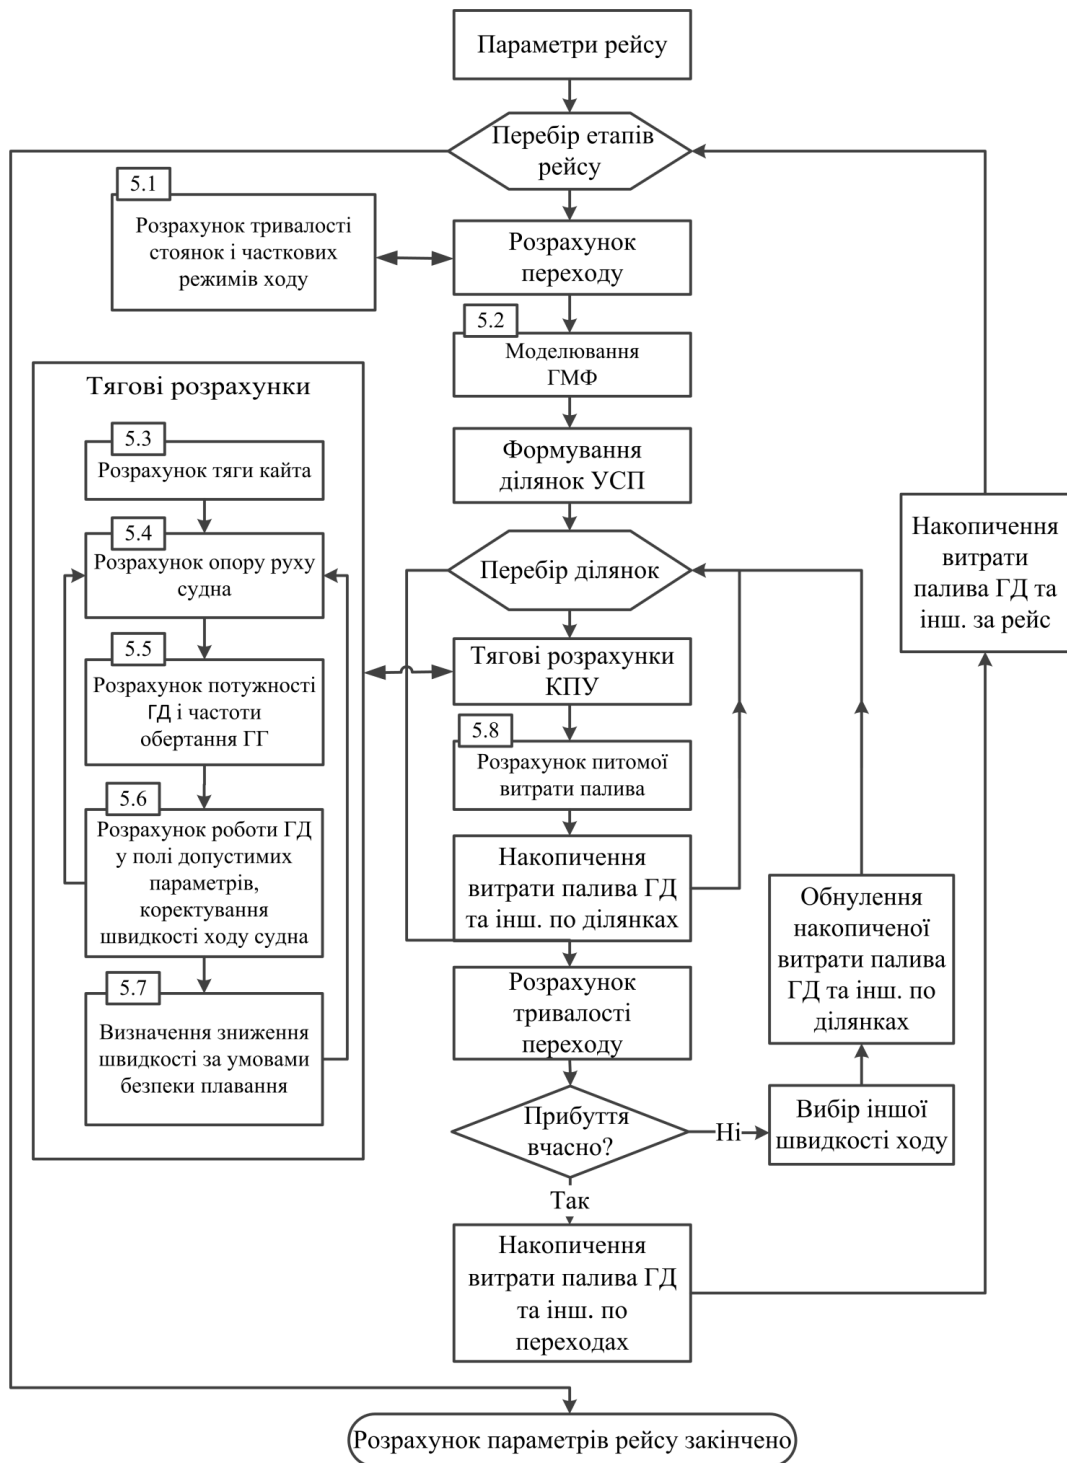 Параметри рейсу
Перебір етапів
рейсу
5.1
Розрахунок тривалості
стоянок і часткових
режимів ходу
Розрахунок
переходу
5.2
Моделювання
ГМФ
Формування
ділянок УСП
Перебір ділянок
Тягові розрахунки
КПУ
5.8
Розрахунок питомої
витрати палива
Накопичення
витрати палива ГД
та інш. по ділянках
Розрахунок
тривалості
переходу
Прибуття
вчасно?
Ні
Так
Накопичення
витрати палива ГД
та інш. по
переходах
Тягові розрахунки
5.3
Розрахунок тяги кайта
5.4
Розрахунок опору руху
судна
5.5
Розрахунок потужності
ГД і частоти
обертання ГГ
5.6
Розрахунок роботи ГД
у полі допустимих
параметрів,
коректування
швидкості ходу судна
5.7
Визначення зниження
швидкості за умовами
безпеки плавання
Вибір іншої
швидкості ходу
Обнулення
накопиченої
витрати палива
ГД та інш. по
ділянках
Накопичення
витрати
палива ГД та
інш. за рейс
Розрахунок параметрів рейсу закінчено